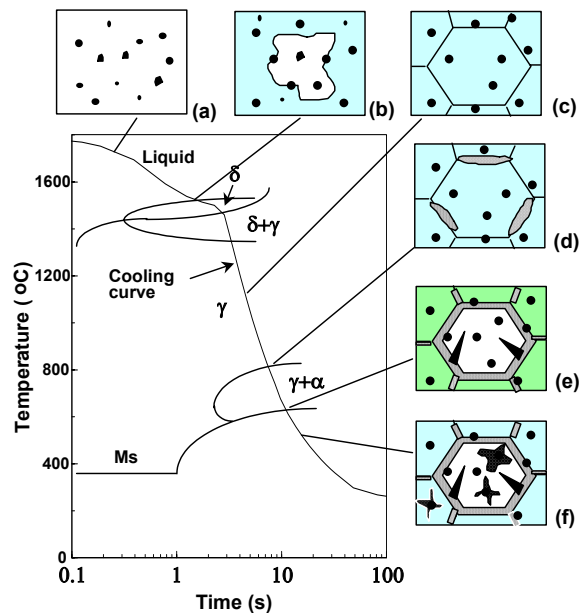 (a)
(b)
(c)
Liquid
δ
1600
δ+γ
(d)
Cooling
curve
1200
γ
Temperature ( oC)
(e)
800
γ+α
Ms
400
(f)
0
0.1
1
10
100
Time (s)